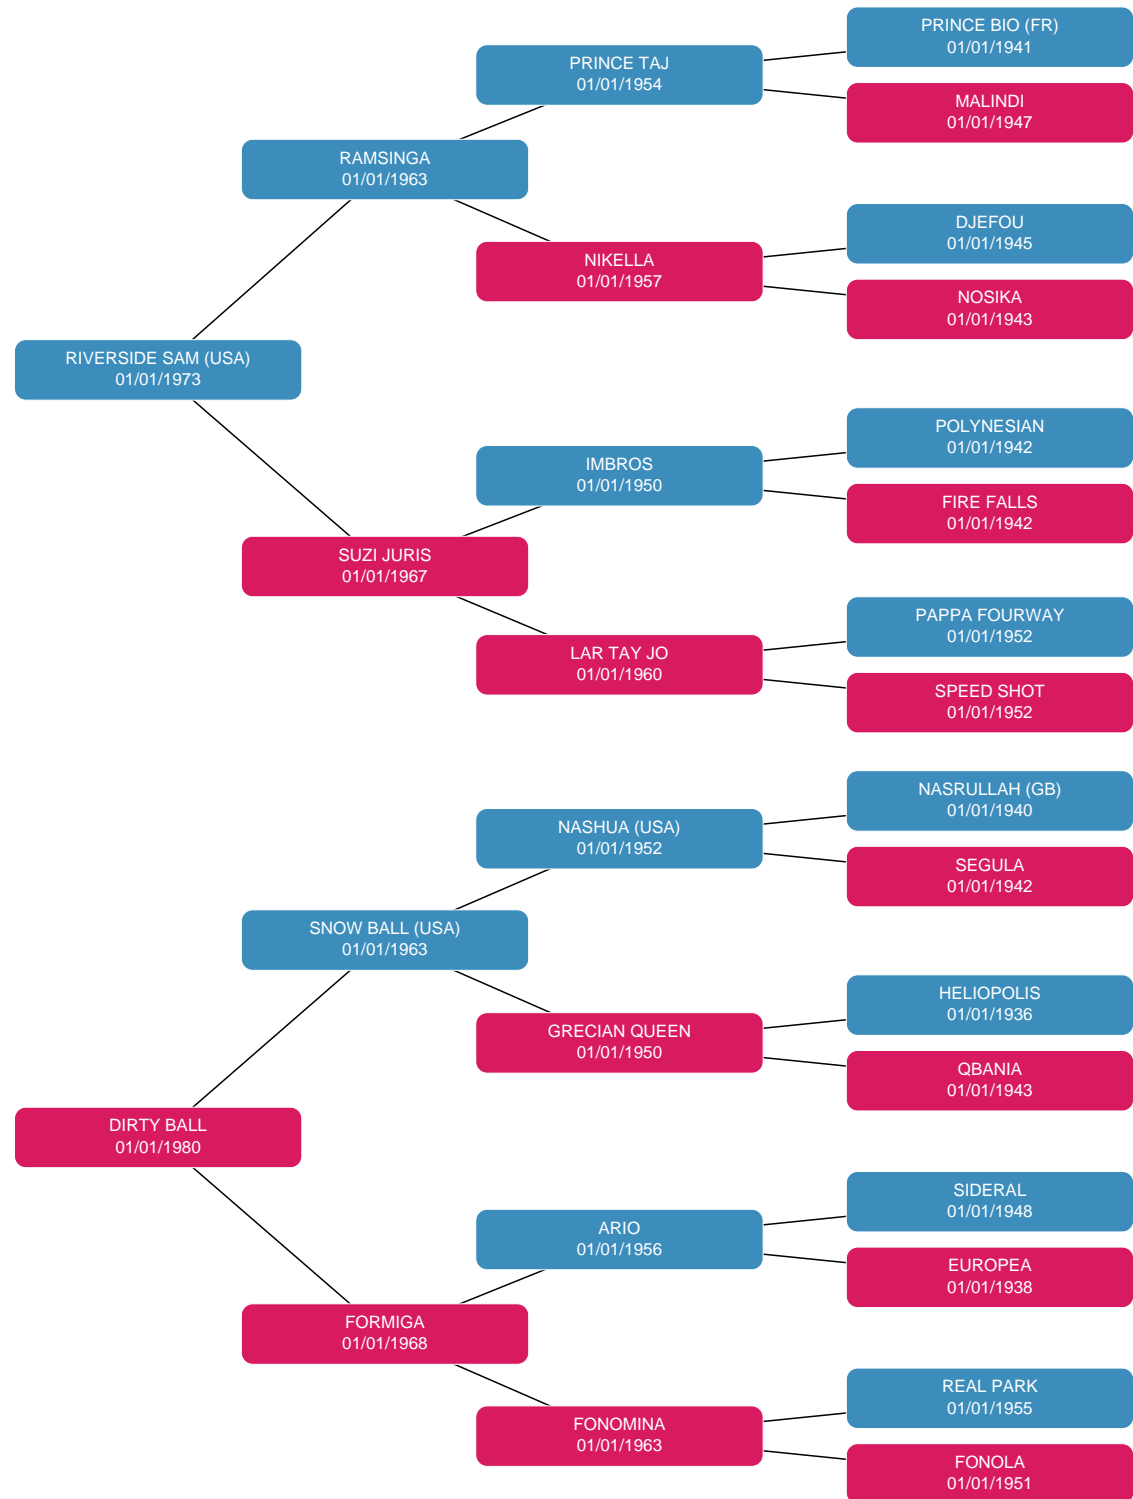 PRINCE BIO (FR)
01/01/1941
PRINCE TAJ
01/01/1954
MALINDI
01/01/1947
RAMSINGA
01/01/1963
DJEFOU
01/01/1945
NIKELLA
01/01/1957
NOSIKA
01/01/1943
RIVERSIDE SAM (USA)
01/01/1973
POLYNESIAN
01/01/1942
IMBROS
01/01/1950
FIRE FALLS
01/01/1942
SUZI JURIS
01/01/1967
PAPPA FOURWAY
01/01/1952
LAR TAY JO
01/01/1960
SPEED SHOT
01/01/1952
NASRULLAH (GB)
01/01/1940
NASHUA (USA)
01/01/1952
SEGULA
01/01/1942
SNOW BALL (USA)
01/01/1963
HELIOPOLIS
01/01/1936
GRECIAN QUEEN
01/01/1950
QBANIA
01/01/1943
DIRTY BALL
01/01/1980
SIDERAL
01/01/1948
ARIO
01/01/1956
EUROPEA
01/01/1938
FORMIGA
01/01/1968
REAL PARK
01/01/1955
FONOMINA
01/01/1963
FONOLA
01/01/1951